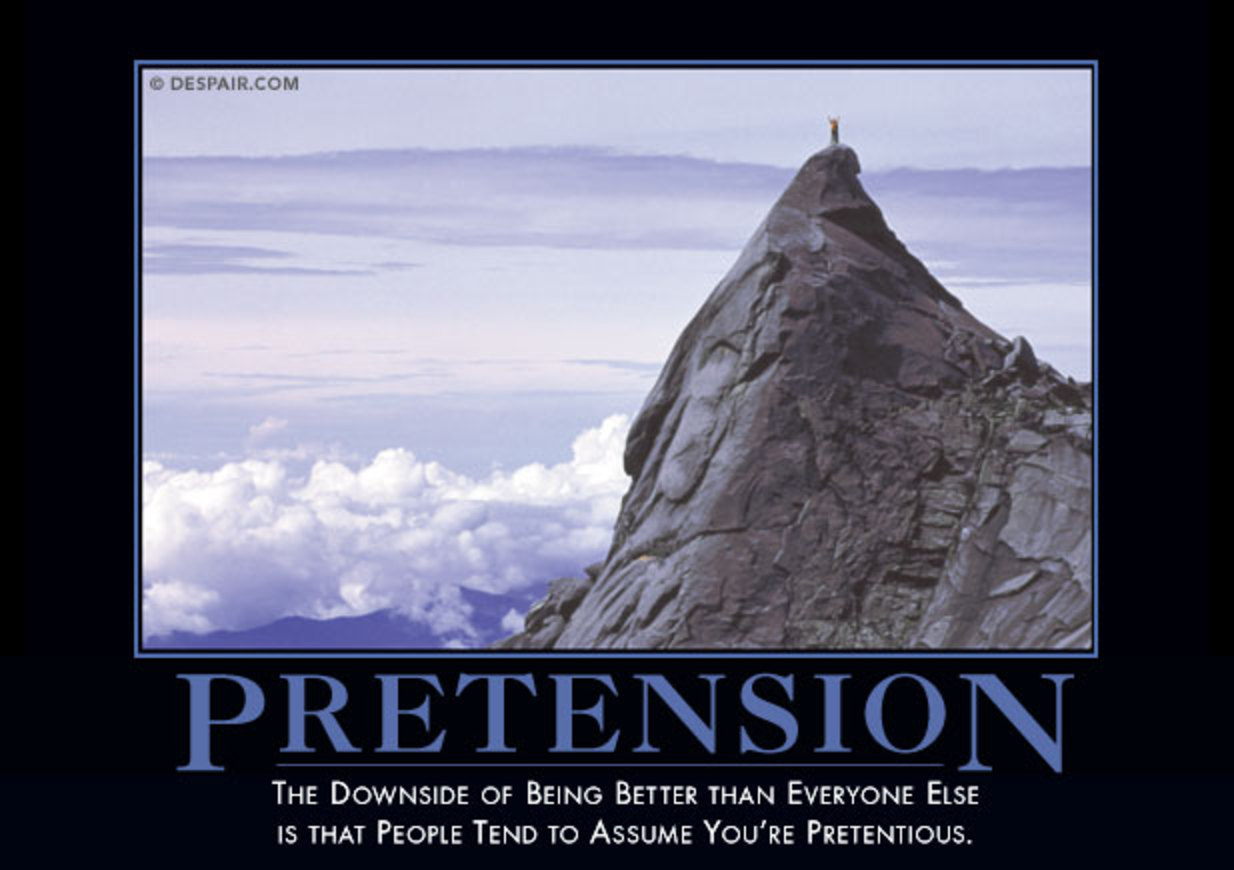 © DESPAIR.COM
PRETENSION
THE DOWNSIDE OF BEING BETTER THAN EVERYONE ELSE
IS THAT PEOPLE TEND TO ASSUME YOU'RE PRETENTIOUS.